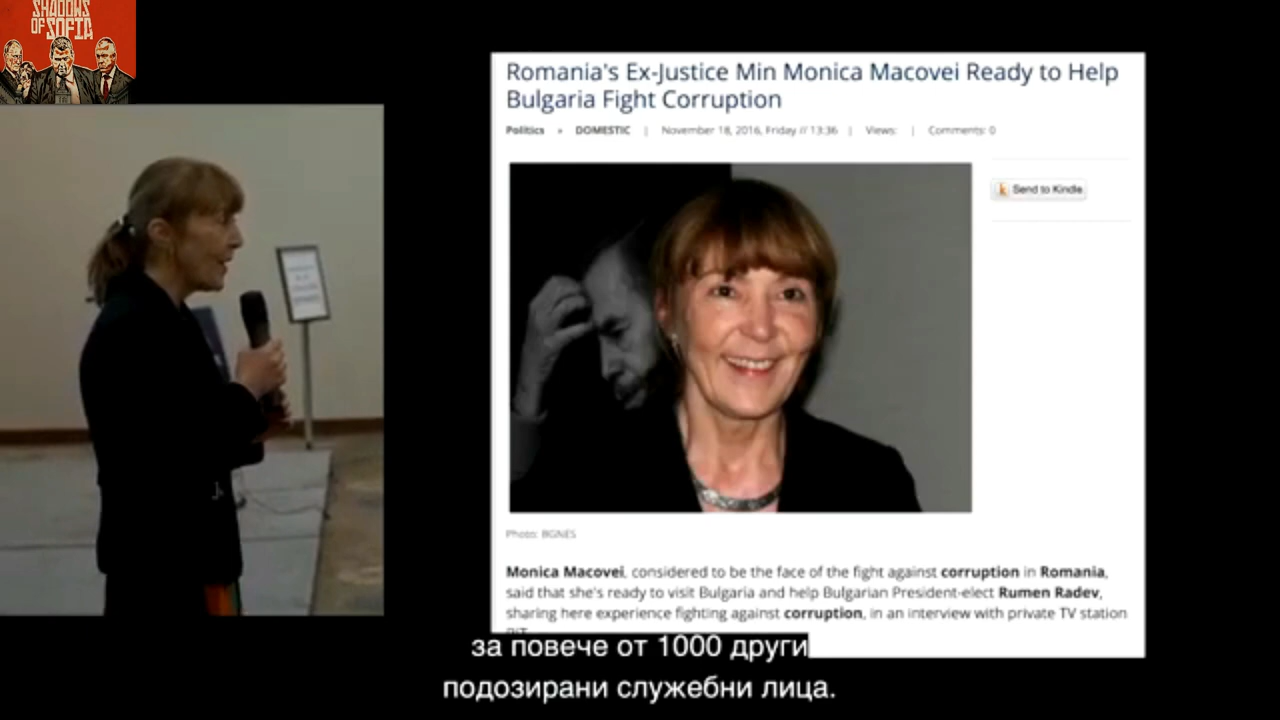 SHADOWS
OF SOFIA
Romania's Ex-Justice Min Monica Macovei Ready to Help
Bulgaria Fight Corruption
Politics » DOMESTIC | November 18, 2016, Friday // 13:36 | Views: | Comments: 0
Send to Kindle
Photo: BGNES
Monica Macovei, considered to be the face of the fight against corruption in Romania,
said that she's ready to visit Bulgaria and help Bulgarian President-elect Rumen Radev,
sharing here experience fighting against corruption, in an interview with private TV station
за повече от 1000 други
подозирани служебни лица.